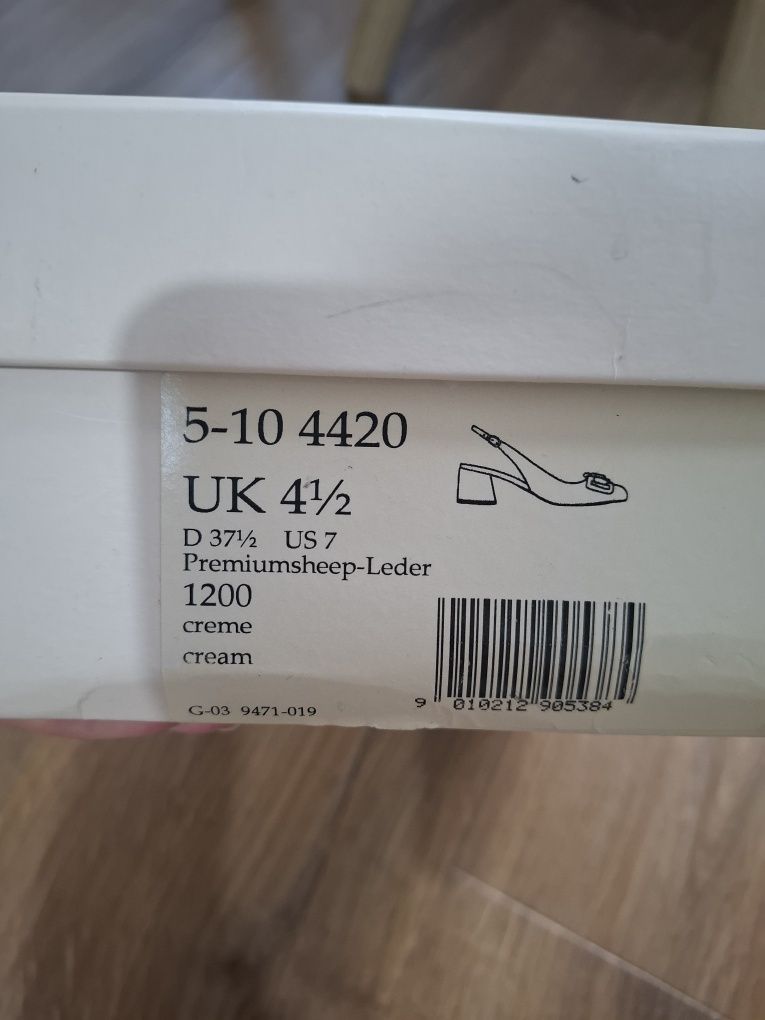 5-10 4420
UK 4½
D 37½ US 7
Premiumsheep-Leder
1200
creme
cream
G-03 9471-019
9 010212 905384